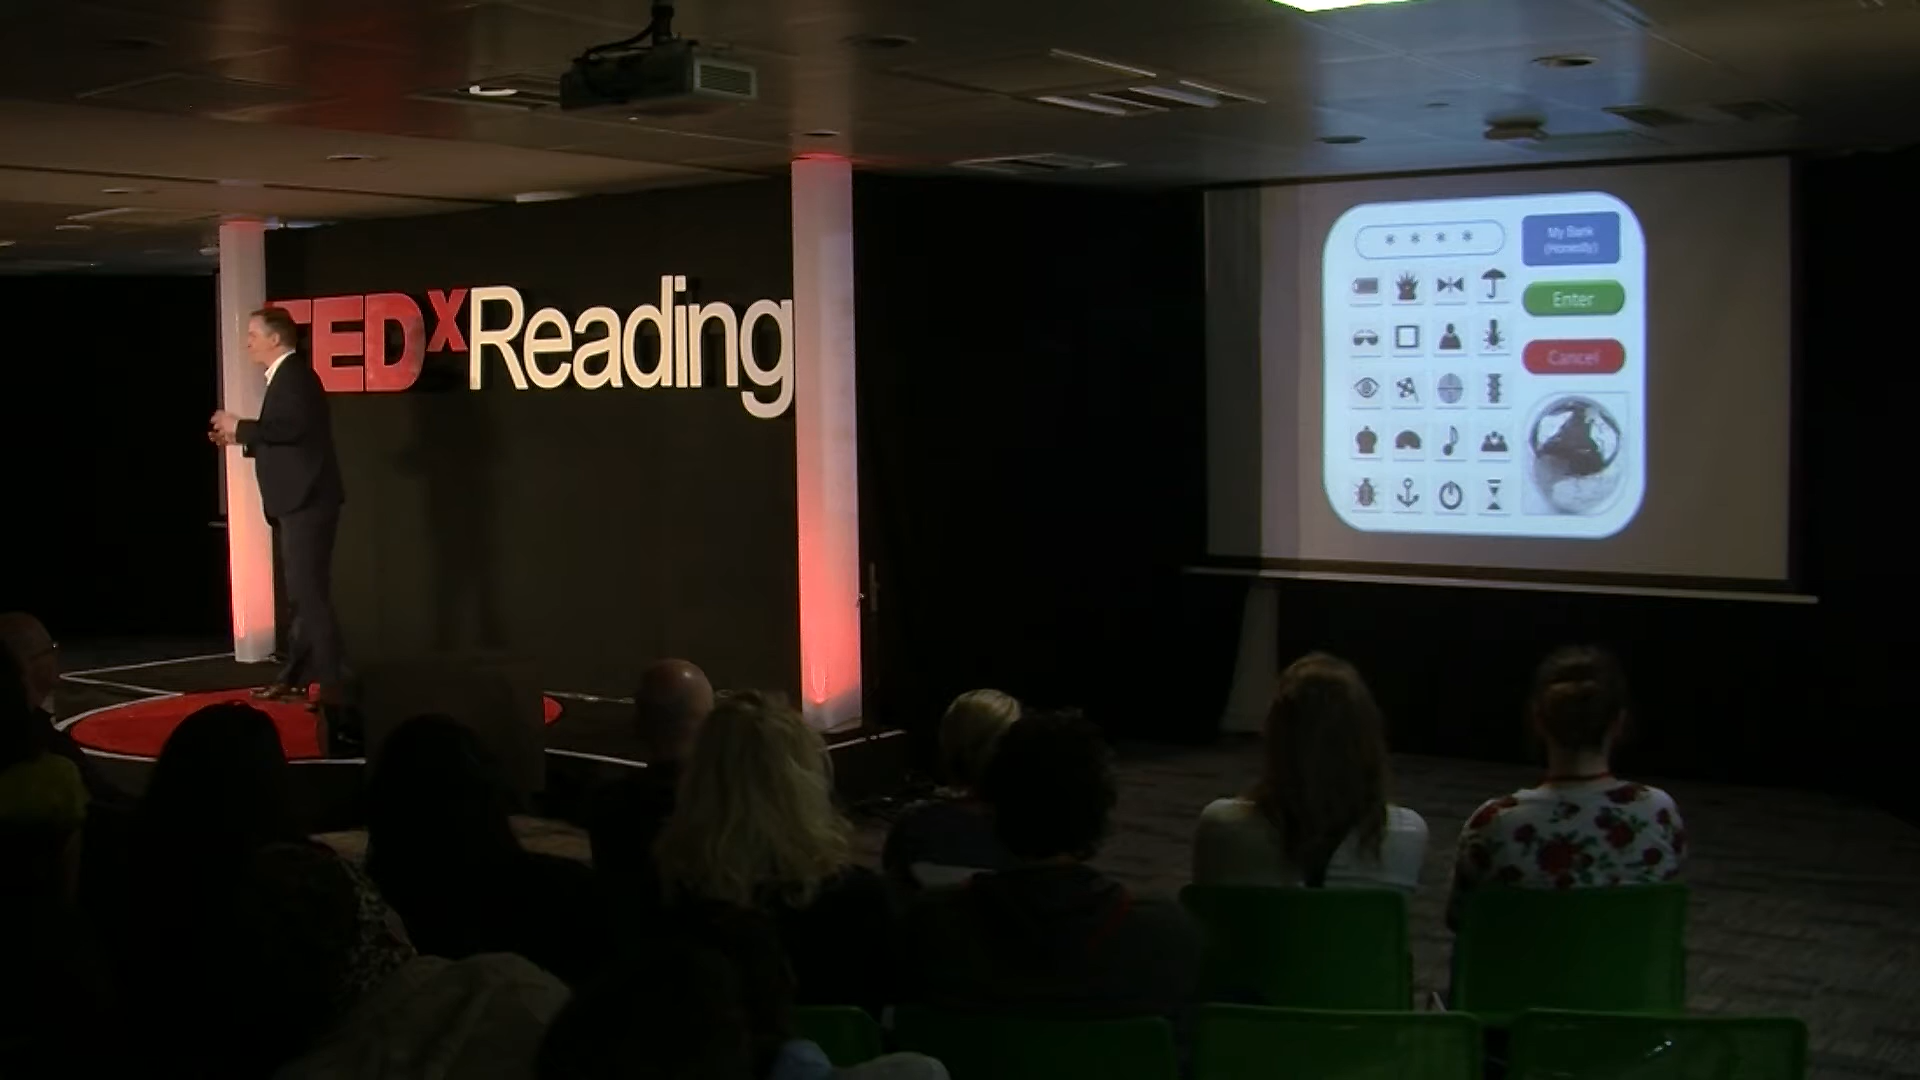 TEDxReading
* * * *
My Bank
(Honestly)
Enter
Cancel